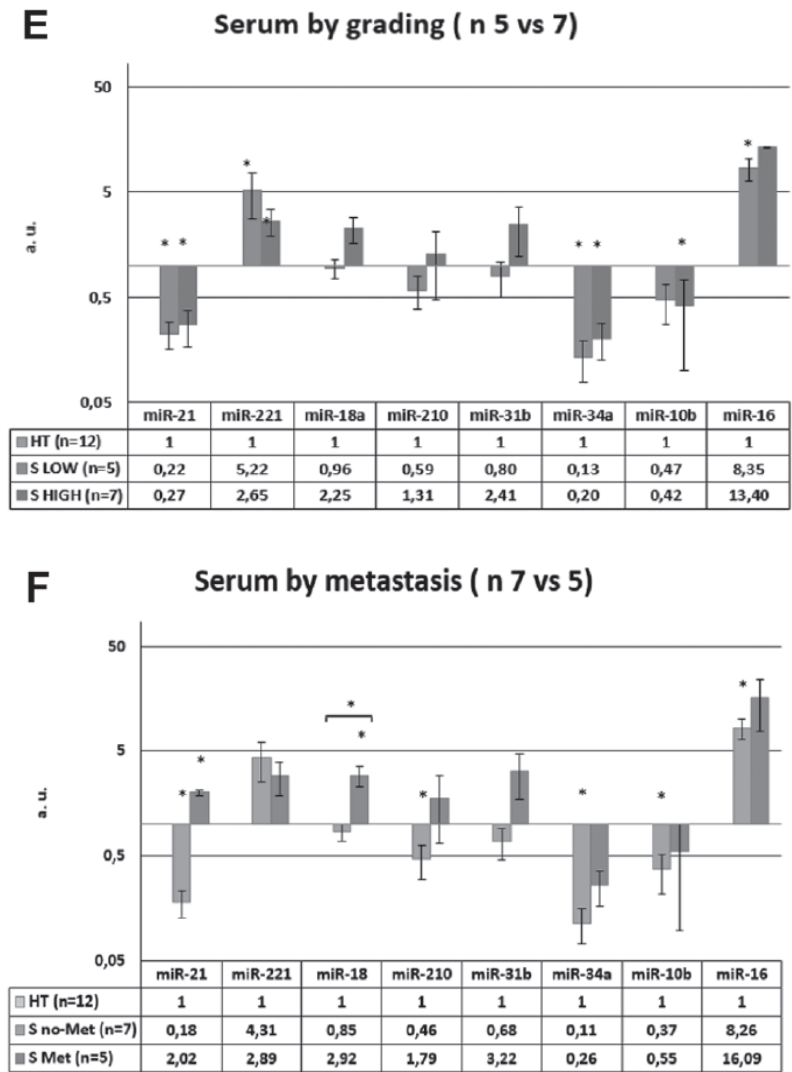 E
Serum by grading ( n 5 vs 7)
50
5
0,5
0,05
a. u.
* * * * * * * *
miR-21 miR-221 miR-18a miR-210 miR-31b miR-34a miR-10b miR-16
HT (n=12) 1 1 1 1 1 1 1 1
S LOW (n=5) 0,22 5,22 0,96 0,59 0,80 0,13 0,47 8,35
S HIGH (n=7) 0,27 2,65 2,25 1,31 2,41 0,20 0,42 13,40
F
Serum by metastasis ( n 7 vs 5)
50
5
0,5
0,05
a. u.
* * * * * * * *
miR-21 miR-221 miR-18 miR-210 miR-31b miR-34a miR-10b miR-16
HT (n=12) 1 1 1 1 1 1 1 1
S no-Met (n=7) 0,18 4,31 0,85 0,46 0,68 0,11 0,37 8,26
S Met (n=5) 2,02 2,89 2,92 1,79 3,22 0,26 0,55 16,09